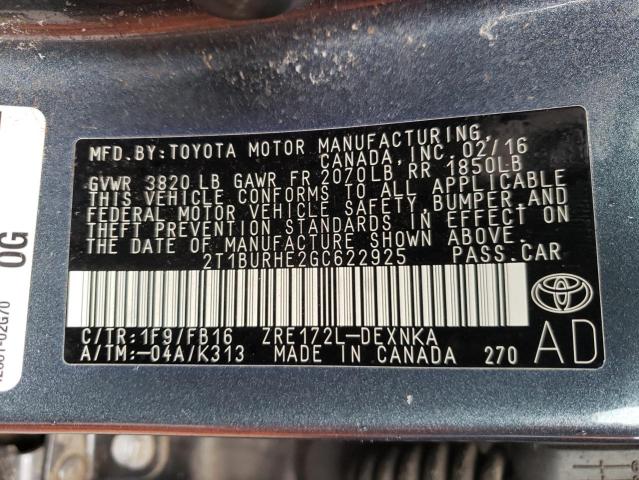 MFD.BY:TOYOTA MOTOR MANUFACTURING,
CANADA,INC. 02/16
GVWR 3820 LB GAWR FR 2070LB, RR 1850LB
THIS VEHICLE CONFORMS TO ALL APPLICABLE
FEDERAL MOTOR VEHICLE SAFETY, BUMPER,AND
THEFT PREVENTION STANDARDS IN EFFECT ON
THE DATE OF MANUFACTURE SHOWN ABOVE.
2T1BURHE2GC622925 PASS.CAR
C/TR:1F9/FB16 ZRE172L-DEXNKA
A/TM:-04A/K313 MADE IN CANADA 270
AD
0G